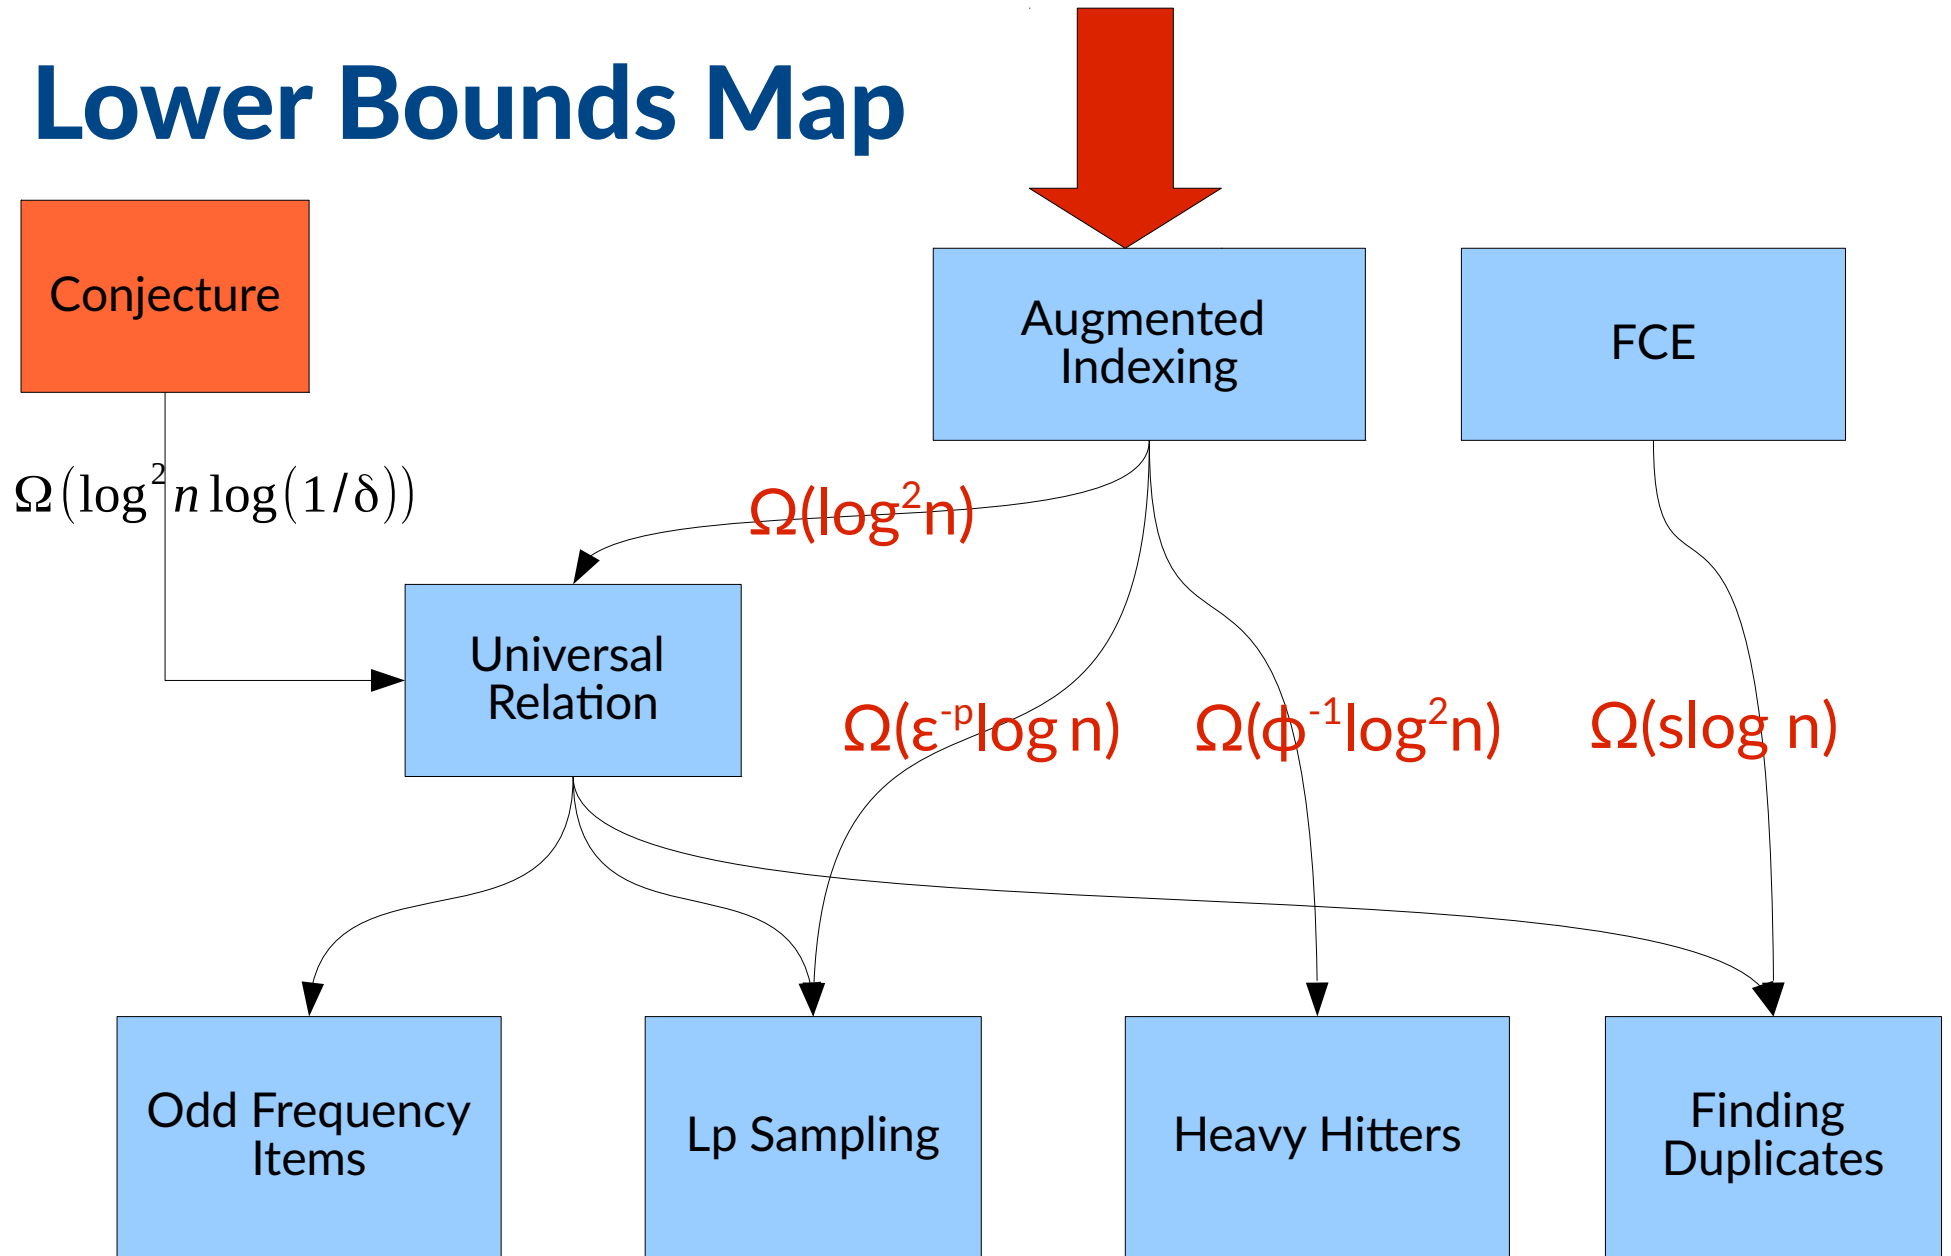 Lower Bounds Map
Conjecture
Augmented
Indexing
FCE
Ω(log² n log(1/δ))
Ω(log²n)
Universal
Relation
Ω(ε⁻ᵖlog n)
Ω(ϕ⁻¹log²n)
Ω(slog n)
Odd Frequency
Items
Lp Sampling
Heavy Hitters
Finding
Duplicates